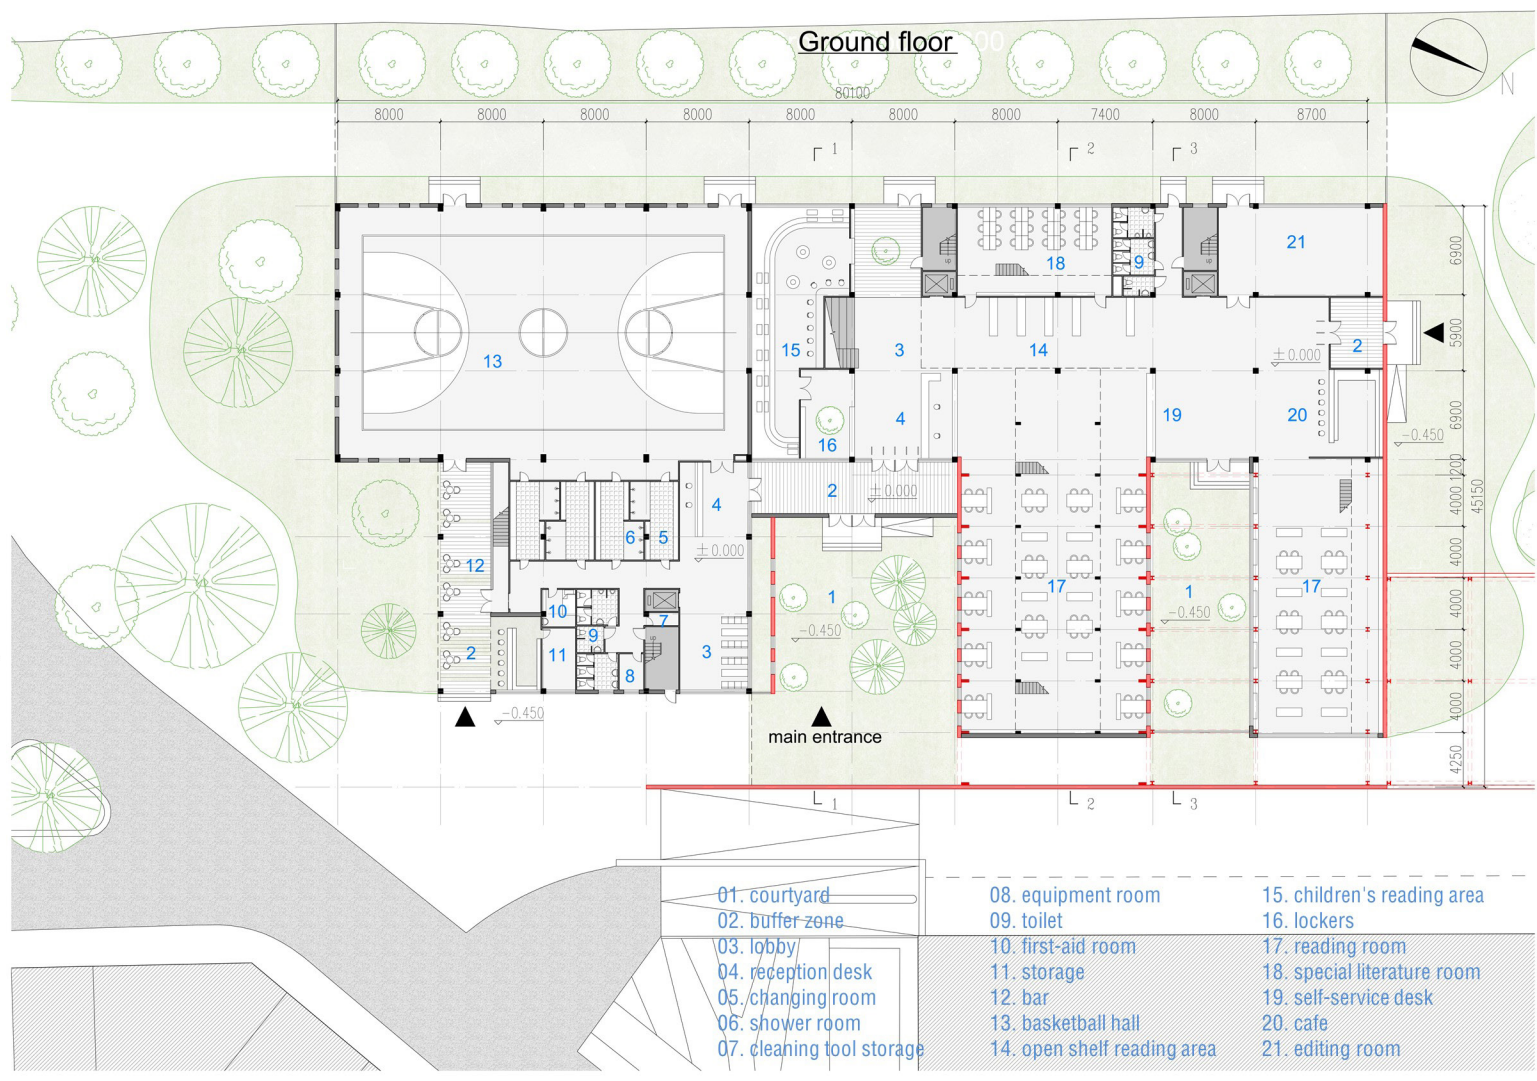 Ground floor
N
80100
8000 8000 8000 8000 8000 8000 8000 7400 8000 8700
1 2 3
6900
5900
6900
1200
4000
4000
4000
4000
4000
4250
45150
21
18
9
UP
13
15
3
14
2
±0.000
4
19
20
16
-0.450
2
±0.000
4
6
5
±0.000
12
17
1
17
1
-0.450
-0.450
10
7
9
UP
11
3
2
8
-0.450
main entrance
1 2 3
01. courtyard
02. buffer zone
03. lobby
04. reception desk
05. changing room
06. shower room
07. cleaning tool storage
08. equipment room
09. toilet
10. first-aid room
11. storage
12. bar
13. basketball hall
14. open shelf reading area
15. children's reading area
16. lockers
17. reading room
18. special literature room
19. self-service desk
20. cafe
21. editing room